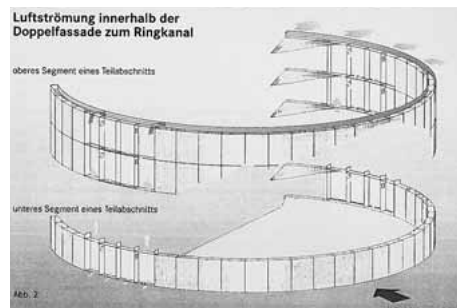 Luftströmung innerhalb der
Doppelfassade zum Ringkanal
oberes Segment eines Teilabschnitts
unteres Segment eines Teilabschnitts
Abb. 2